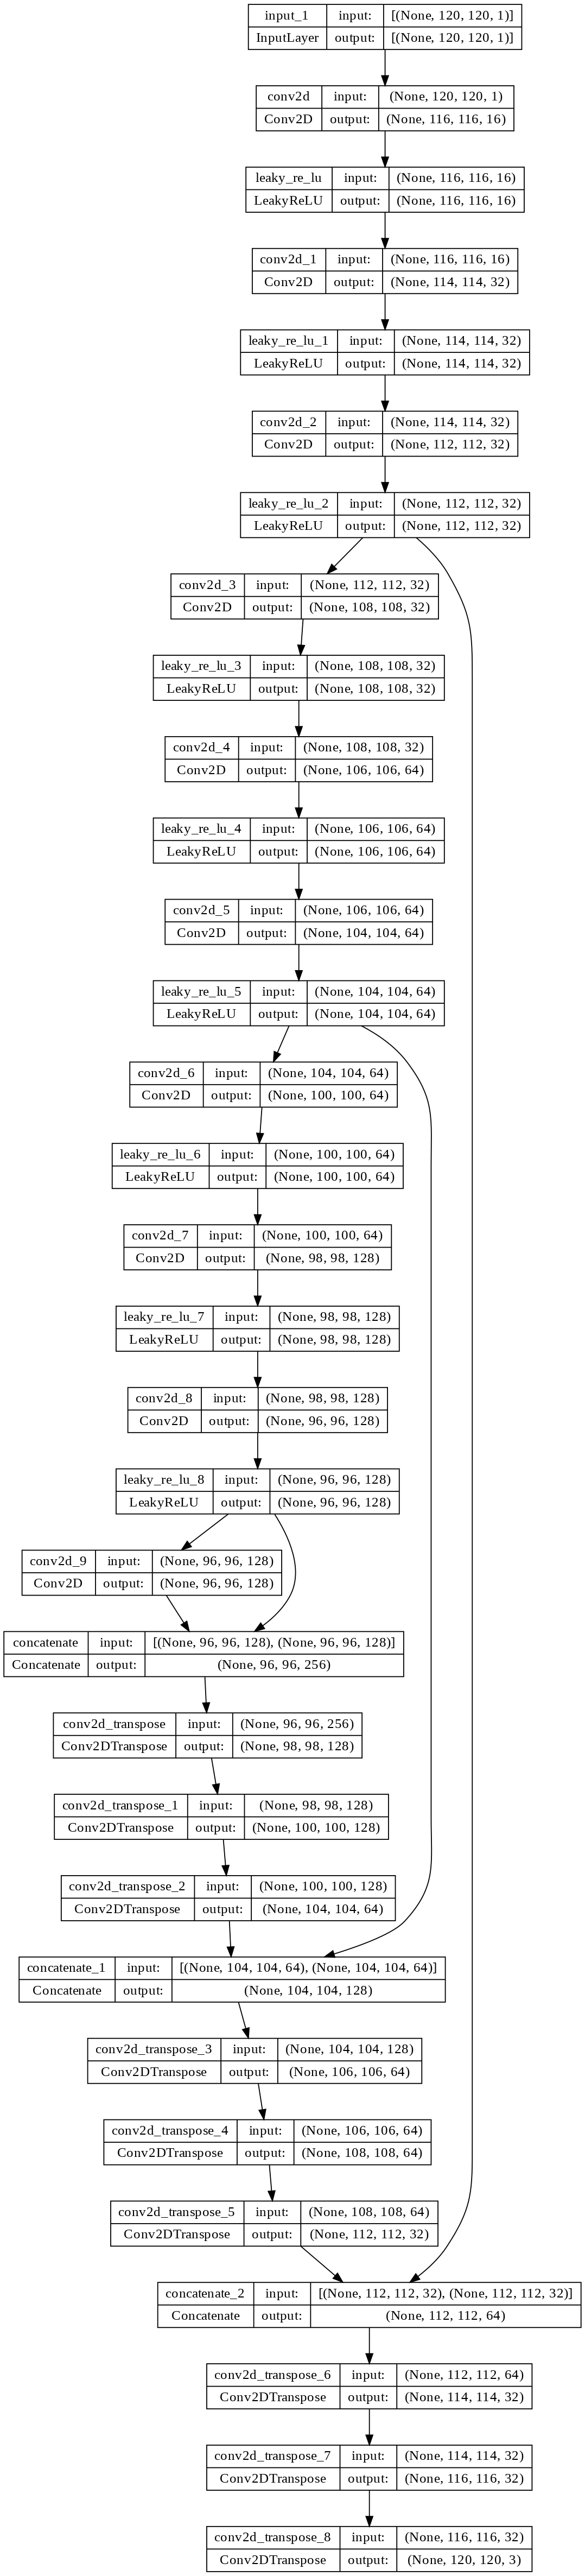 input_1 input: [(None, 120, 120, 1)]
InputLayer output: [(None, 120, 120, 1)]
conv2d input: (None, 120, 120, 1)
Conv2D output: (None, 116, 116, 16)
leaky_re_lu input: (None, 116, 116, 16)
LeakyReLU output: (None, 116, 116, 16)
conv2d_1 input: (None, 116, 116, 16)
Conv2D output: (None, 114, 114, 32)
leaky_re_lu_1 input: (None, 114, 114, 32)
LeakyReLU output: (None, 114, 114, 32)
conv2d_2 input: (None, 114, 114, 32)
Conv2D output: (None, 112, 112, 32)
leaky_re_lu_2 input: (None, 112, 112, 32)
LeakyReLU output: (None, 112, 112, 32)
conv2d_3 input: (None, 112, 112, 32)
Conv2D output: (None, 108, 108, 32)
leaky_re_lu_3 input: (None, 108, 108, 32)
LeakyReLU output: (None, 108, 108, 32)
conv2d_4 input: (None, 108, 108, 32)
Conv2D output: (None, 106, 106, 64)
leaky_re_lu_4 input: (None, 106, 106, 64)
LeakyReLU output: (None, 106, 106, 64)
conv2d_5 input: (None, 106, 106, 64)
Conv2D output: (None, 104, 104, 64)
leaky_re_lu_5 input: (None, 104, 104, 64)
LeakyReLU output: (None, 104, 104, 64)
conv2d_6 input: (None, 104, 104, 64)
Conv2D output: (None, 100, 100, 64)
leaky_re_lu_6 input: (None, 100, 100, 64)
LeakyReLU output: (None, 100, 100, 64)
conv2d_7 input: (None, 100, 100, 64)
Conv2D output: (None, 98, 98, 128)
leaky_re_lu_7 input: (None, 98, 98, 128)
LeakyReLU output: (None, 98, 98, 128)
conv2d_8 input: (None, 98, 98, 128)
Conv2D output: (None, 96, 96, 128)
leaky_re_lu_8 input: (None, 96, 96, 128)
LeakyReLU output: (None, 96, 96, 128)
conv2d_9 input: (None, 96, 96, 128)
Conv2D output: (None, 96, 96, 128)
concatenate input: [(None, 96, 96, 128), (None, 96, 96, 128)]
Concatenate output: (None, 96, 96, 256)
conv2d_transpose input: (None, 96, 96, 256)
Conv2DTranspose output: (None, 98, 98, 128)
conv2d_transpose_1 input: (None, 98, 98, 128)
Conv2DTranspose output: (None, 100, 100, 128)
conv2d_transpose_2 input: (None, 100, 100, 128)
Conv2DTranspose output: (None, 104, 104, 64)
concatenate_1 input: [(None, 104, 104, 64), (None, 104, 104, 64)]
Concatenate output: (None, 104, 104, 128)
conv2d_transpose_3 input: (None, 104, 104, 128)
Conv2DTranspose output: (None, 106, 106, 64)
conv2d_transpose_4 input: (None, 106, 106, 64)
Conv2DTranspose output: (None, 108, 108, 64)
conv2d_transpose_5 input: (None, 108, 108, 64)
Conv2DTranspose output: (None, 112, 112, 32)
concatenate_2 input: [(None, 112, 112, 32), (None, 112, 112, 32)]
Concatenate output: (None, 112, 112, 64)
conv2d_transpose_6 input: (None, 112, 112, 64)
Conv2DTranspose output: (None, 114, 114, 32)
conv2d_transpose_7 input: (None, 114, 114, 32)
Conv2DTranspose output: (None, 116, 116, 32)
conv2d_transpose_8 input: (None, 116, 116, 32)
Conv2DTranspose output: (None, 120, 120, 3)